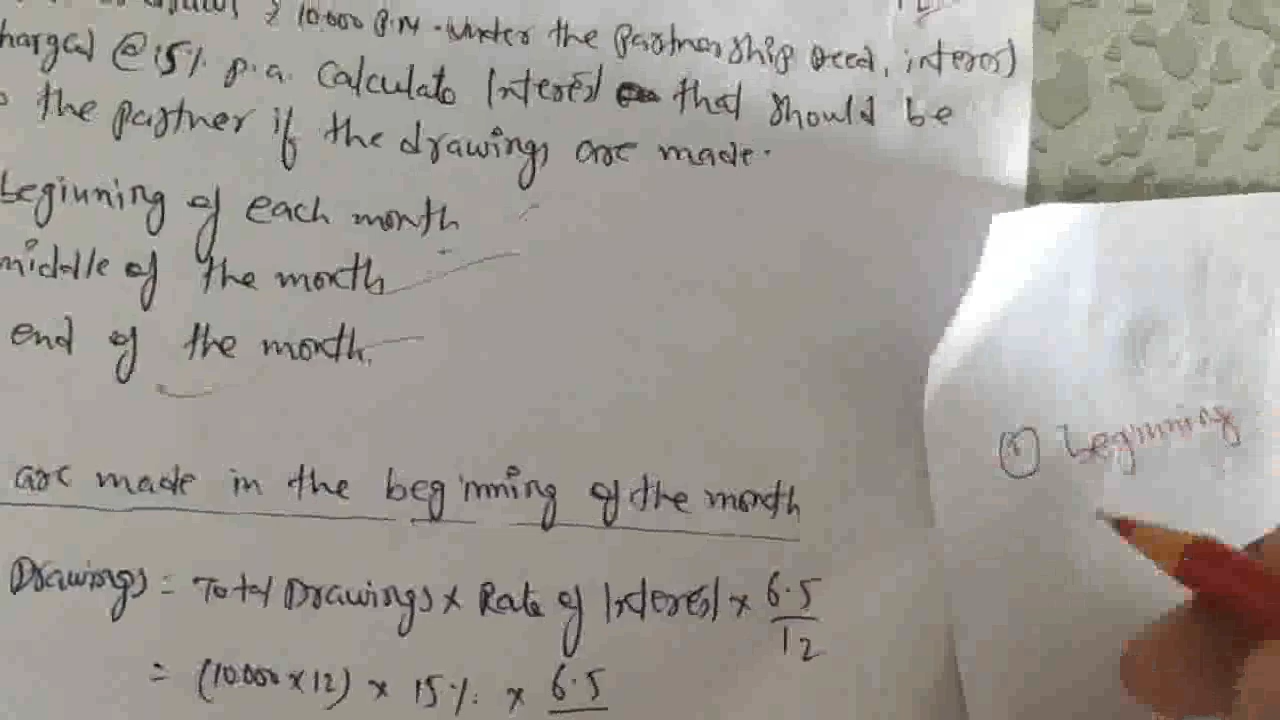 ₹ 10.000 P.M. Under the partnership Deed, interest
harged @ 15% p.a. Calculate Interest that should be
the partner if the drawings are made.
beginning of each month
middle of the month
end of the month.
are made in the beginning of the month
Drawings = Total Drawings x Rate of Interest x 6.5
12
= (10.000 x 12) x 15% x 6.5
(i) beginning